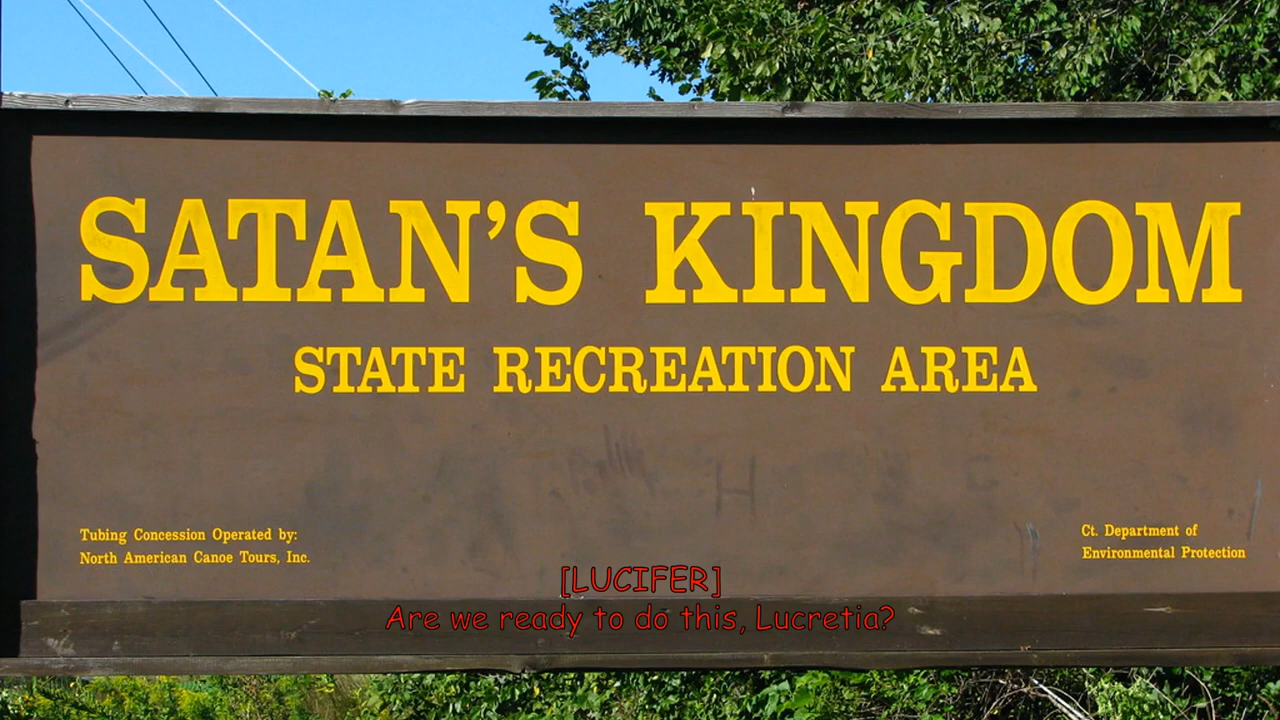 SATAN'S KINGDOM
STATE RECREATION AREA
Tubing Concession Operated by:
North American Canoe Tours, Inc.
Ct. Department of
Environmental Protection
[LUCIFER]
Are we ready to do this, Lucretia?